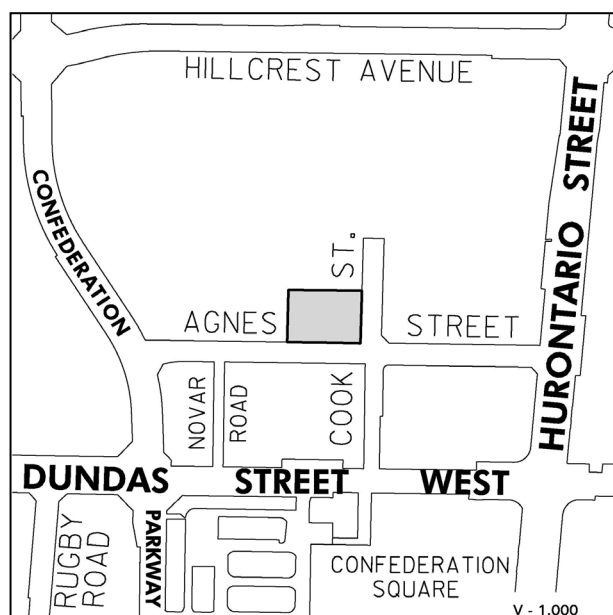 HILLCREST AVENUE
HURONTARIO STREET
CONFEDERATION
ST.
AGNES STREET
NOVAR ROAD
COOK
DUNDAS STREET WEST
PARKWAY
RUGBY ROAD
CONFEDERATION
SQUARE
V - 1.000